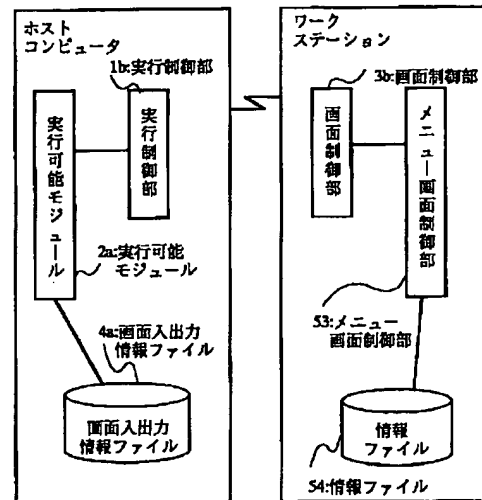 ホスト
コンピュータ
1b:実行制御部
実行制御部
実行可能モジュール
2a:実行可能
モジュール
4a:画面入出力
情報ファイル
画面入出力
情報ファイル
ワーク
ステーション
3b:画面制御部
画面制御部
メニュー画面制御部
53:メニュー
画面制御部
情報
ファイル
54:情報ファイル